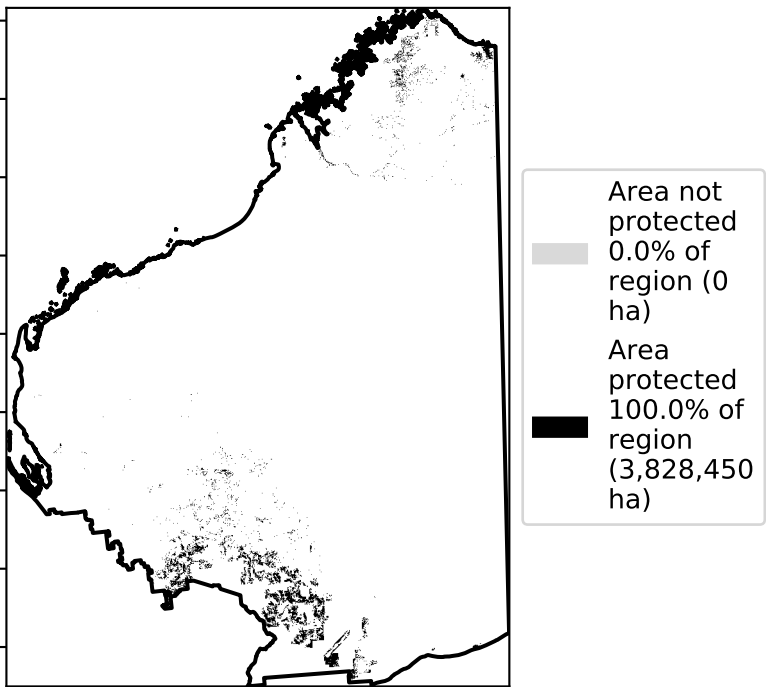 Area not
protected
0.0% of
region (0
ha)
Area
protected
100.0% of
region
(3,828,450
ha)